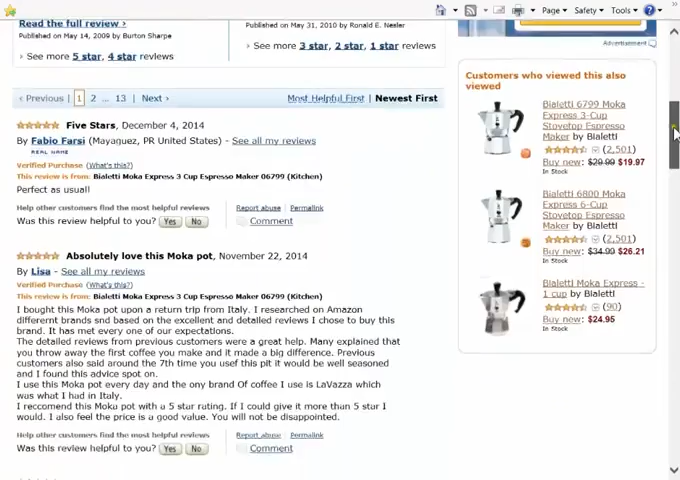 Page
Safety
Tools
Read the full review ›
Published on May 14, 2009 by Burton Sharpe
Published on May 31, 2010 by Ronald E. Nesler
› See more 5 star, 4 star reviews
› See more 3 star, 2 star, 1 star reviews
Advertisement
‹ Previous | 1 2 ... 13 | Next ›
Most Helpful First | Newest First
Five Stars, December 4, 2014
By Fabio Farsi (Mayaguez, PR United States) - See all my reviews
REAL NAME
Verified Purchase (What's this?)
This review is from: Bialetti Moka Express 3 Cup Espresso Maker 06799 (Kitchen)
Perfect as usual!
Help other customers find the most helpful reviews
Was this review helpful to you? Yes No
Report abuse | Permalink
Comment
Absolutely love this Moka pot, November 22, 2014
By Lisa - See all my reviews
Verified Purchase (What's this?)
This review is from: Bialetti Moka Express 3 Cup Espresso Maker 06799 (Kitchen)
I bought this Moka pot upon a return trip from Italy. I researched on Amazon
different brands snd based on the excellent and detailed reviews I chose to buy this
brand. It has met every one of our expectations.
The detailed reviews from previous customers were a great help. Many explained that
you throw away the first coffee you make and it made a big difference. Previous
customers also said around the 7th time you usef this pit it would be well seasoned
and I found this advice spot on.
I use this Moka pot every day and the ony brand Of coffee I use is LaVazza which
was what I had in Italy.
I reccomend this Moka pot with a 5 star rating. If I could give it more than 5 star I
would. I also feel the price is a good value. You will not be disappointed.
Help other customers find the most helpful reviews
Was this review helpful to you? Yes No
Report abuse | Permalink
Comment
Customers who viewed this also
viewed
Bialetti 6799 Moka
Express 3-Cup
Stovetop Espresso
Maker by Bialetti
(2,501)
Buy new: $29.99 $19.97
In Stock
Bialetti 6800 Moka
Express 6-Cup
Stovetop Espresso
Maker by Bialetti
(2,501)
Buy new: $34.99 $26.21
In Stock
Bialetti Moka Express -
1 cup by Bialetti
(90)
Buy new: $24.95
In Stock